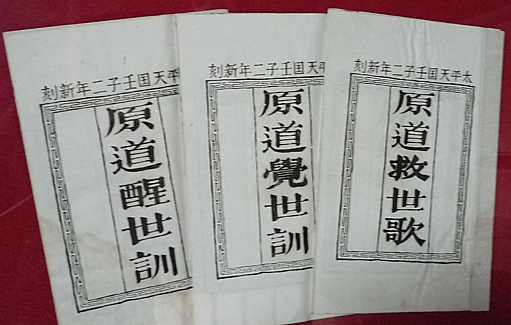 平天国壬子二年新刻
原道醒世訓
平天国壬子二年新刻
原道覺世訓
太平天国壬子二年新刻
原道救世歌